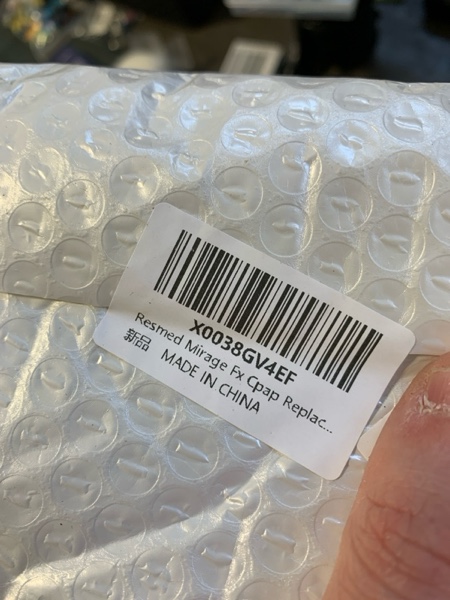 X0038GV4EF
Resmed Mirage Fx Cpap Replac...
新品
MADE IN CHINA